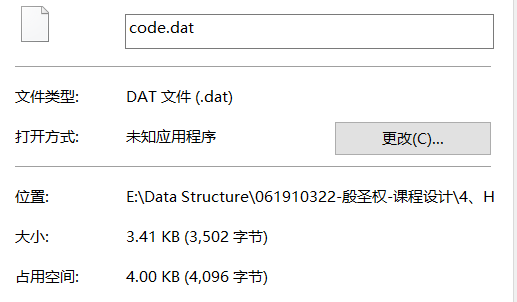 code.dat
文件类型: DAT 文件 (.dat)
打开方式: 未知应用程序 更改(C)...
位置: E:\Data Structure\061910322-殷圣权-课程设计\4、H
大小: 3.41 KB (3,502 字节)
占用空间: 4.00 KB (4,096 字节)